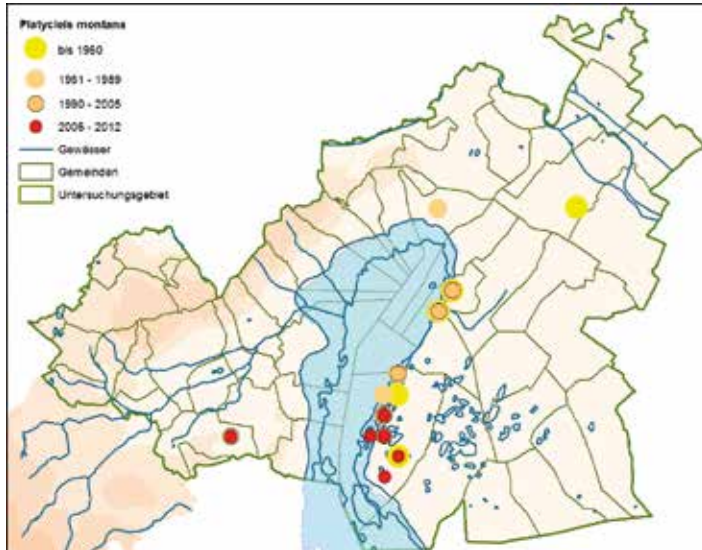 Platycleis montana
bis 1960
1961 - 1989
1990 - 2005
2006 - 2012
Gewässer
Gemeinden
Untersuchungsgebiet